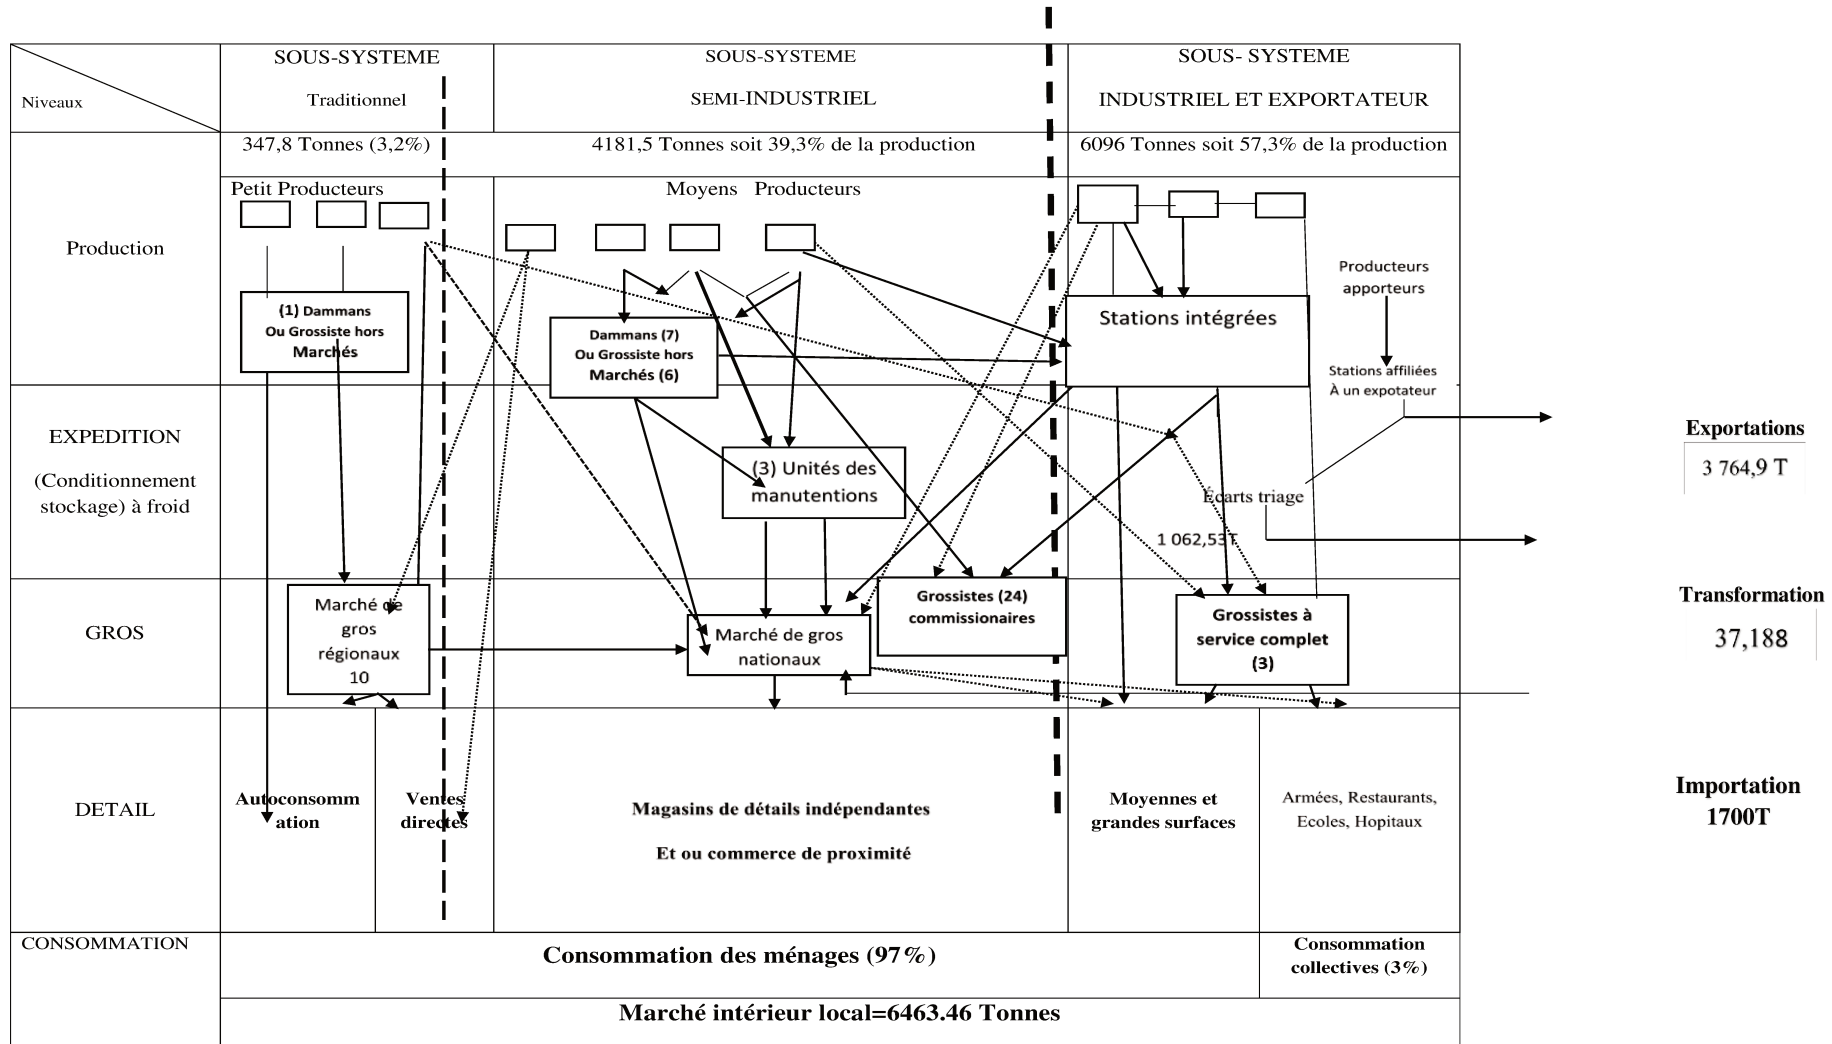 SOUS-SYSTEME
Traditionnel
SOUS-SYSTEME
SEMI-INDUSTRIEL
SOUS- SYSTEME
INDUSTRIEL ET EXPORTATEUR
Niveaux
347,8 Tonnes (3,2%)
4181,5 Tonnes soit 39,3% de la production
6096 Tonnes soit 57,3% de la production
Production
Petit Producteurs
Moyens Producteurs
Producteurs
apporteurs
(1) Dammans
Ou Grossiste hors
Marchés
Dammans (7)
Ou Grossiste hors
Marchés (6)
Stations intégrées
Stations affiliées
À un expotateur
EXPEDITION
(Conditionnement
stockage) à froid
(3) Unités des
manutentions
Écarts triage
1 062,53T
Exportations
3 764,9 T
GROS
Marché de
gros
régionaux
10
Marché de gros
nationaux
Grossistes (24)
commissionaires
Grossistes à
service complet
(3)
Transformation
37,188
DETAIL
Autoconsomm
ation
Ventes
directes
Magasins de détails indépendantes
Et ou commerce de proximité
Moyennes et
grandes surfaces
Armées, Restaurants,
Ecoles, Hopitaux
Importation
1700T
CONSOMMATION
Consommation des ménages (97%)
Consommation
collectives (3%)
Marché intérieur local=6463.46 Tonnes